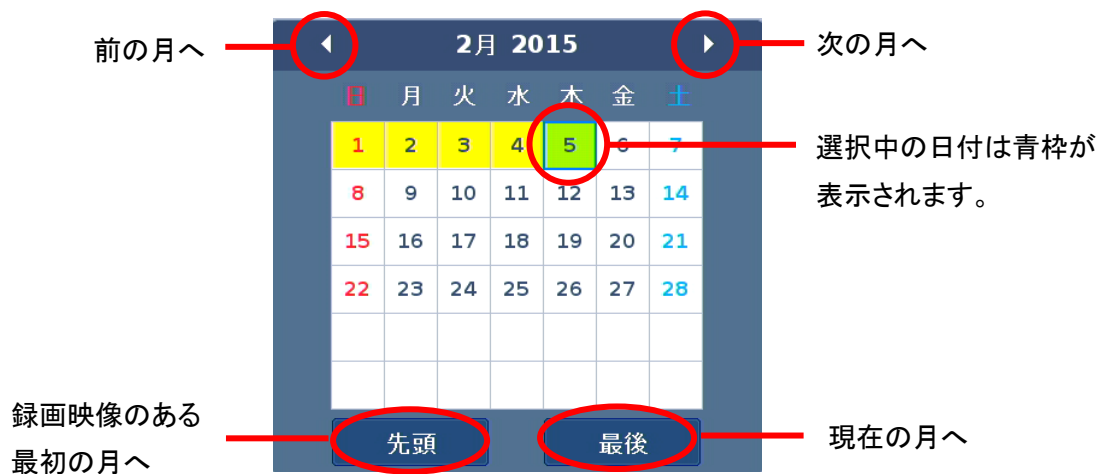 前の月へ
2月 2015
次の月へ
日 月 火 水 木 金 土
1 2 3 4 5 6 7
選択中の日付は青枠が
表示されます。
8 9 10 11 12 13 14
15 16 17 18 19 20 21
22 23 24 25 26 27 28
録画映像のある
最初の月へ
先頭
最後
現在の月へ